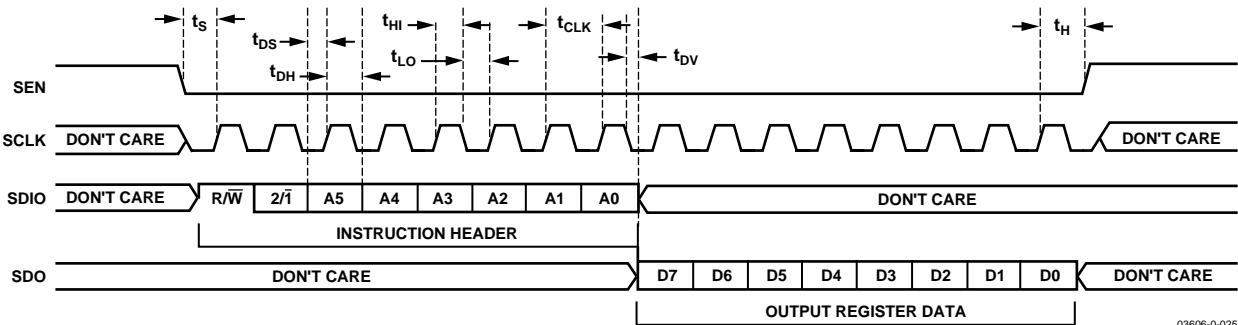 tS
tDS
tDH
tHI
tLO
tCLK
tDV
tH
SEN
SCLK DON'T CARE DON'T CARE
SDIO DON'T CARE R/W̅ 2/1̅ A5 A4 A3 A2 A1 A0 DON'T CARE
INSTRUCTION HEADER
SDO DON'T CARE D7 D6 D5 D4 D3 D2 D1 D0 DON'T CARE
OUTPUT REGISTER DATA
03606-0-025